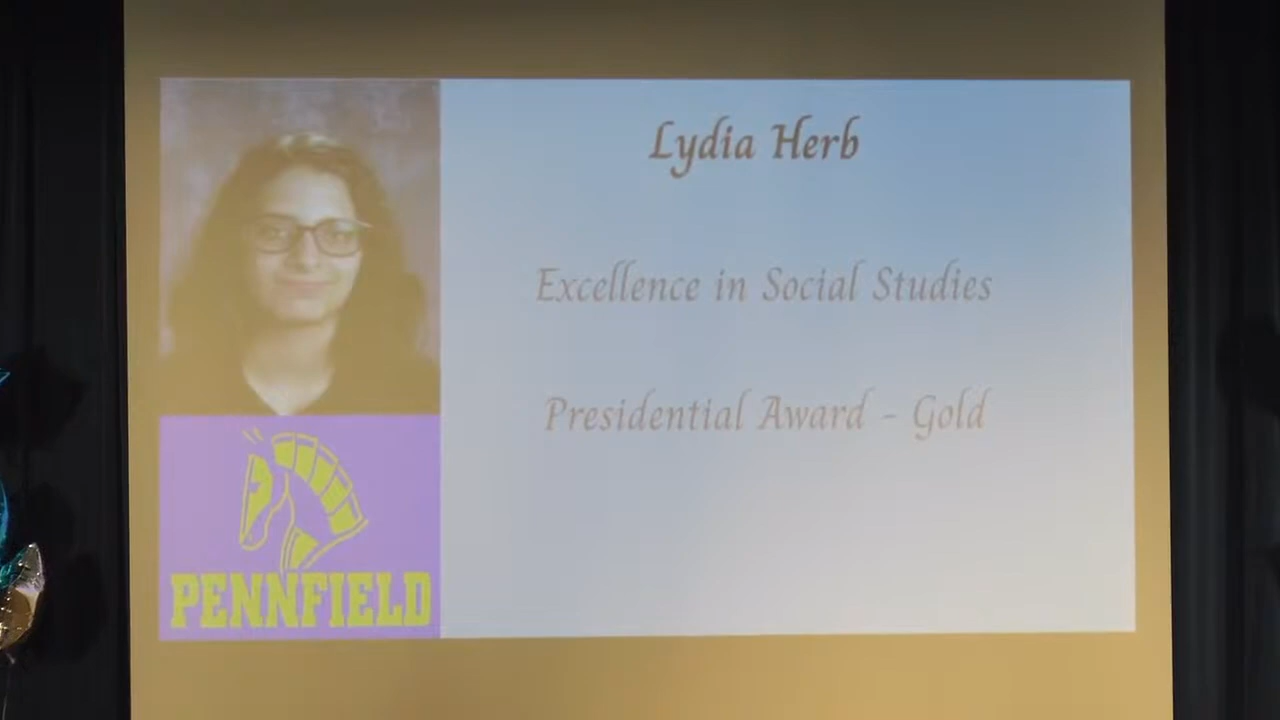 Lydia Herb
Excellence in Social Studies
Presidential Award - Gold
PENNFIELD